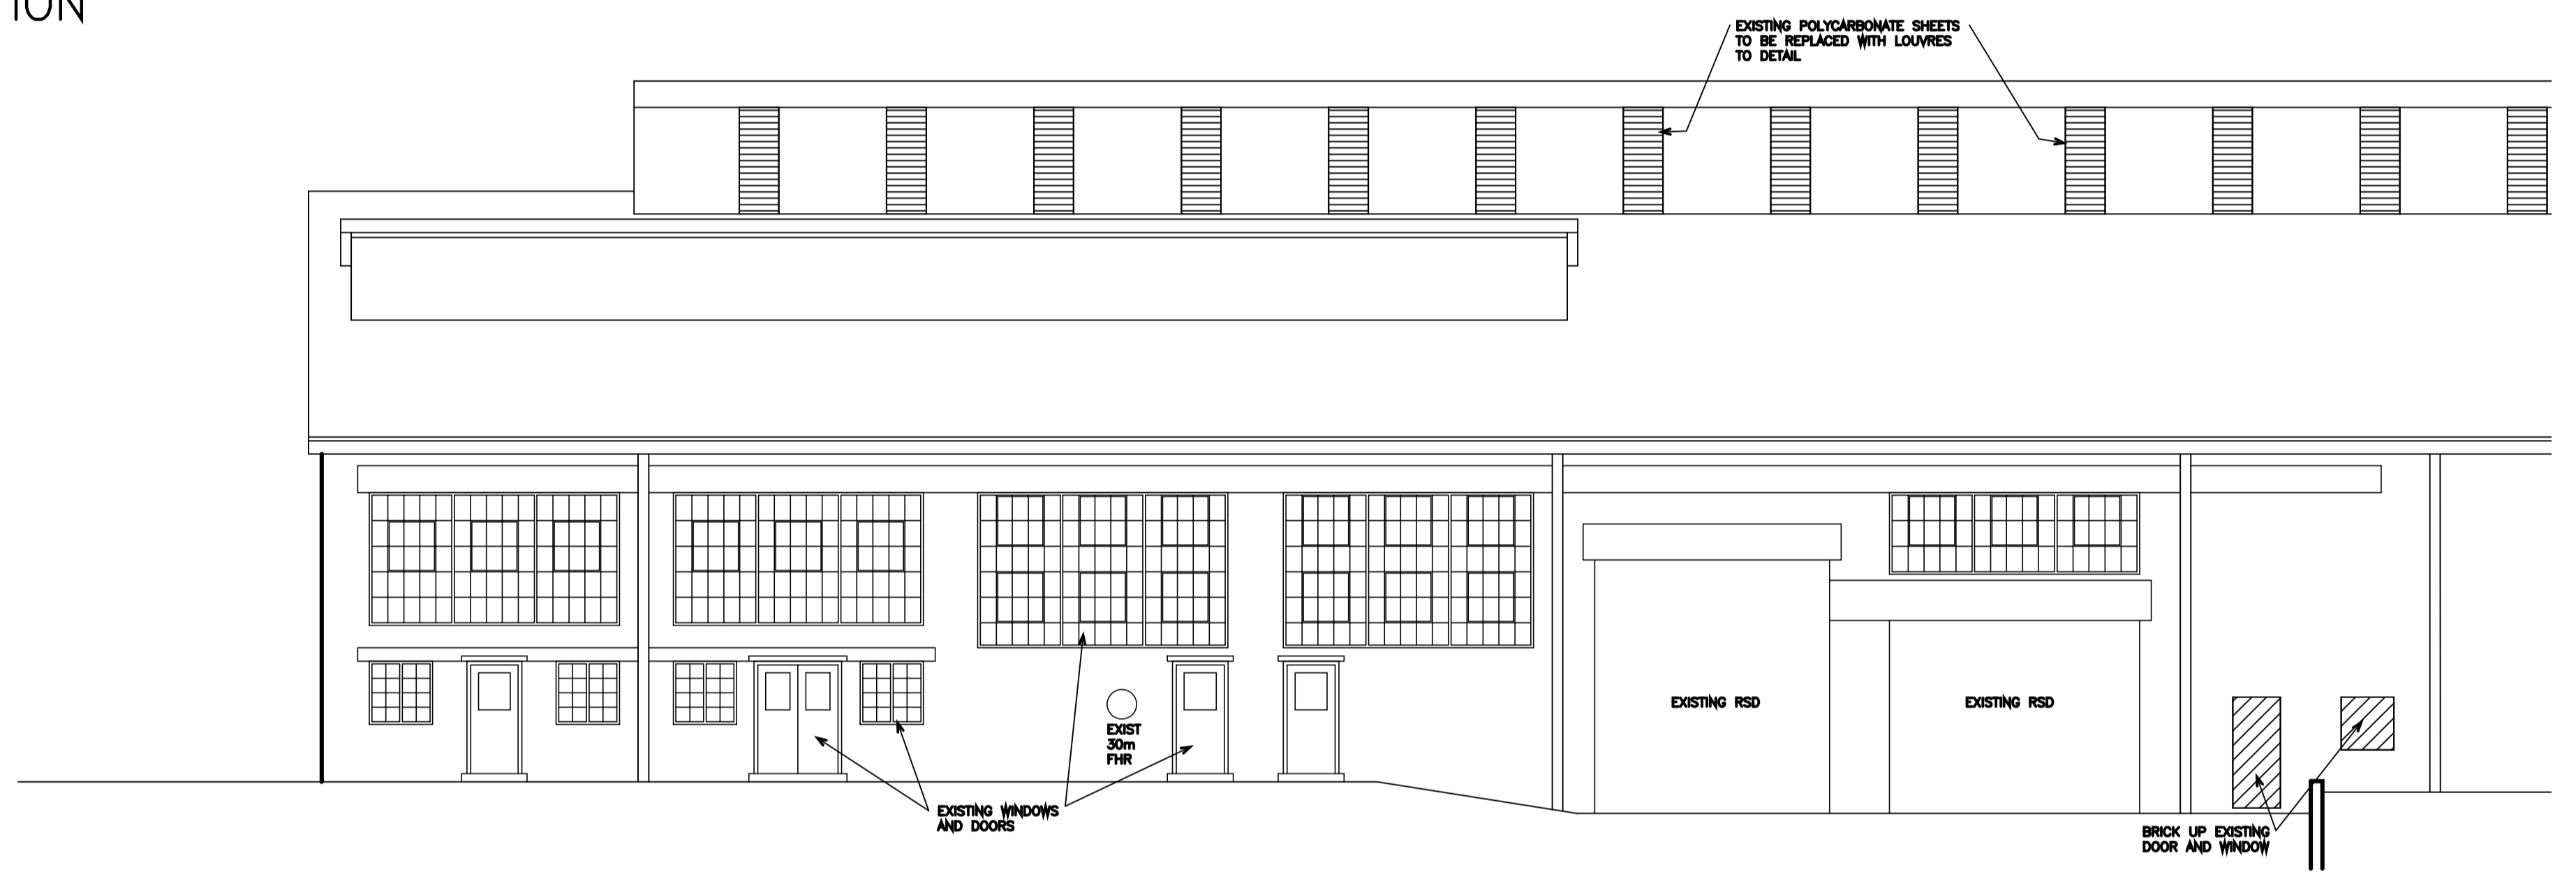 ION
EXISTING POLYCARBONATE SHEETS
TO BE REPLACED WITH LOUVRES
TO DETAIL
EXISTING RSD
EXISTING RSD
EXIST
30m
FHR
EXISTING WINDOWS
AND DOORS
BRICK UP EXISTING
DOOR AND WINDOW